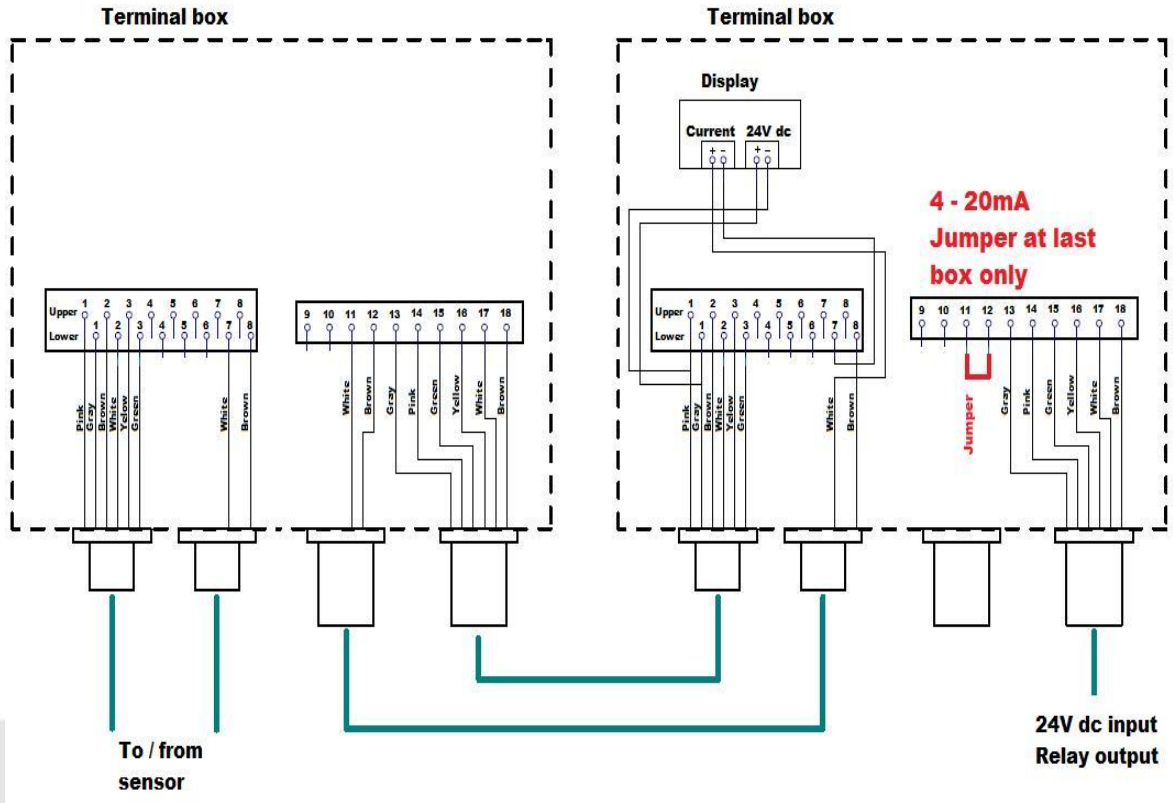 Terminal box
Upper 1 2 3 4 5 6 7 8
Lower 1 2 3 4 5 6 7 8
Pink
Gray
Brown
White
Yelow
Green
White
Brown
9 10 11 12 13 14 15 16 17 18
White
Brown
Gray
Pink
Green
Yellow
White
Brown
To / from
sensor
Terminal box
Display
Current 24V dc
+ - + -
4 - 20mA
Jumper at last
box only
Upper 1 2 3 4 5 6 7 8
Lower 1 2 3 4 5 6 7 8
Pink
Gray
Brown
White
Yelow
Green
White
Brown
9 10 11 12 13 14 15 16 17 18
Jumper
Gray
Pink
Green
Yellow
White
Brown
24V dc input
Relay output